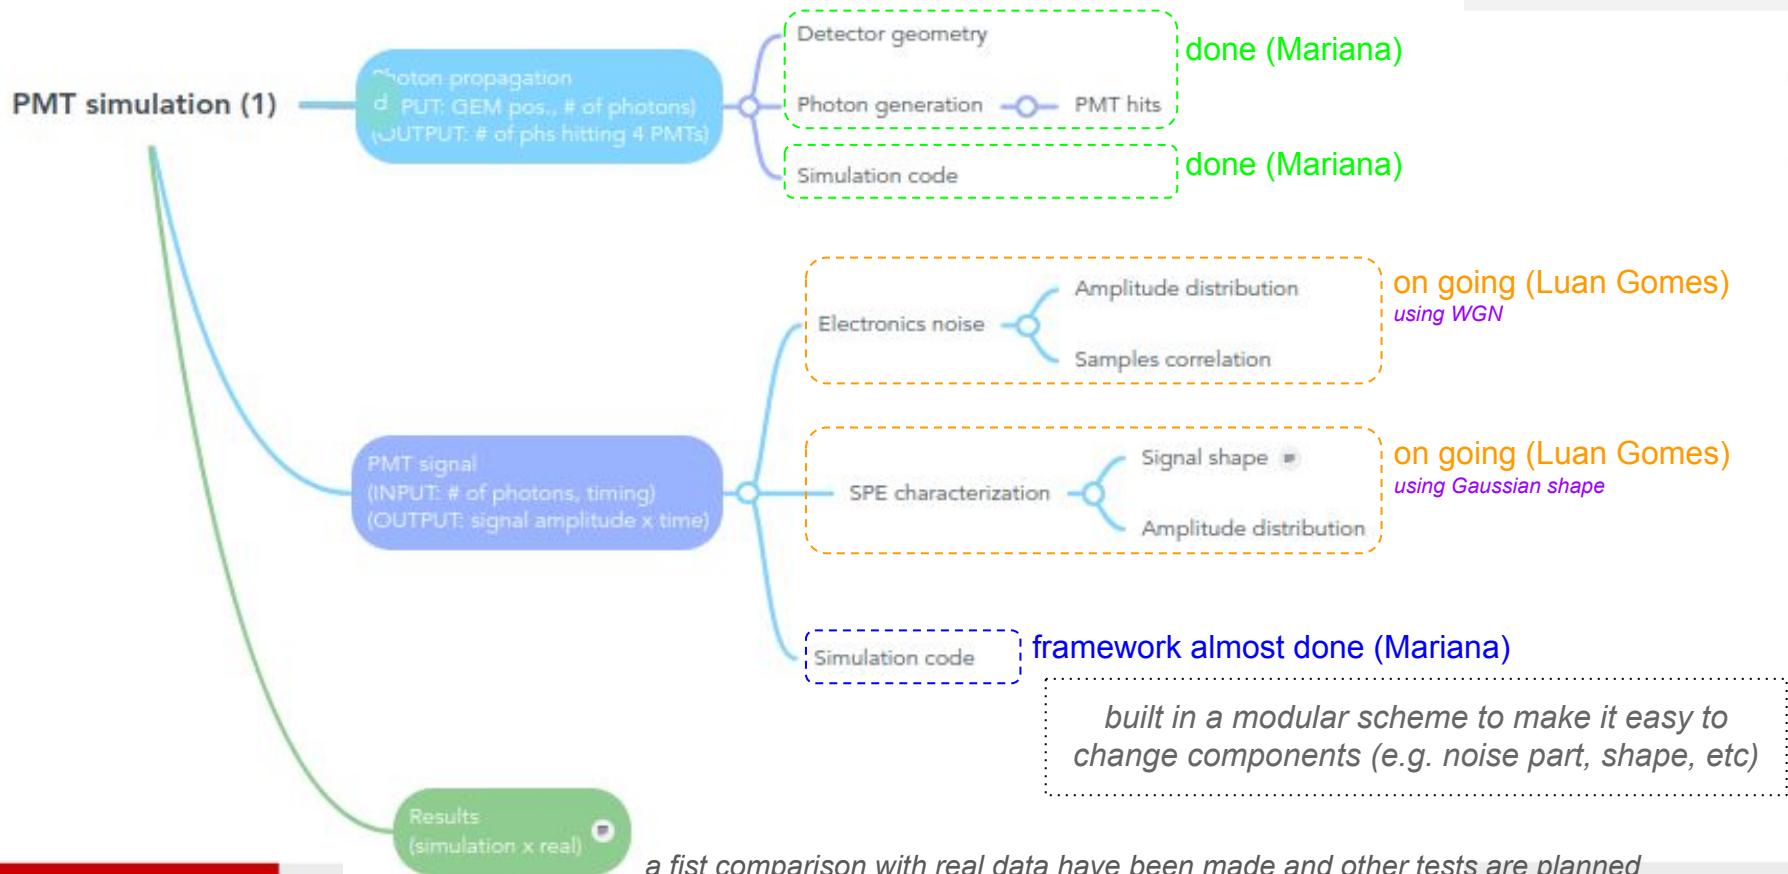 PMT simulation (1)
Photon propagation
d PUT: GEM pos., # of photons)
(OUTPUT: # of phs hitting 4 PMTs)
Detector geometry
Photon generation
PMT hits
done (Mariana)
Simulation code
done (Mariana)
PMT signal
(INPUT: # of photons, timing)
(OUTPUT: signal amplitude x time)
Electronics noise
Amplitude distribution
Samples correlation
on going (Luan Gomes)
using WGN
SPE characterization
Signal shape
Amplitude distribution
on going (Luan Gomes)
using Gaussian shape
Simulation code
framework almost done (Mariana)
built in a modular scheme to make it easy to
change components (e.g. noise part, shape, etc)
Results
(simulation x real)
a fist comparison with real data have been made and other tests are planned